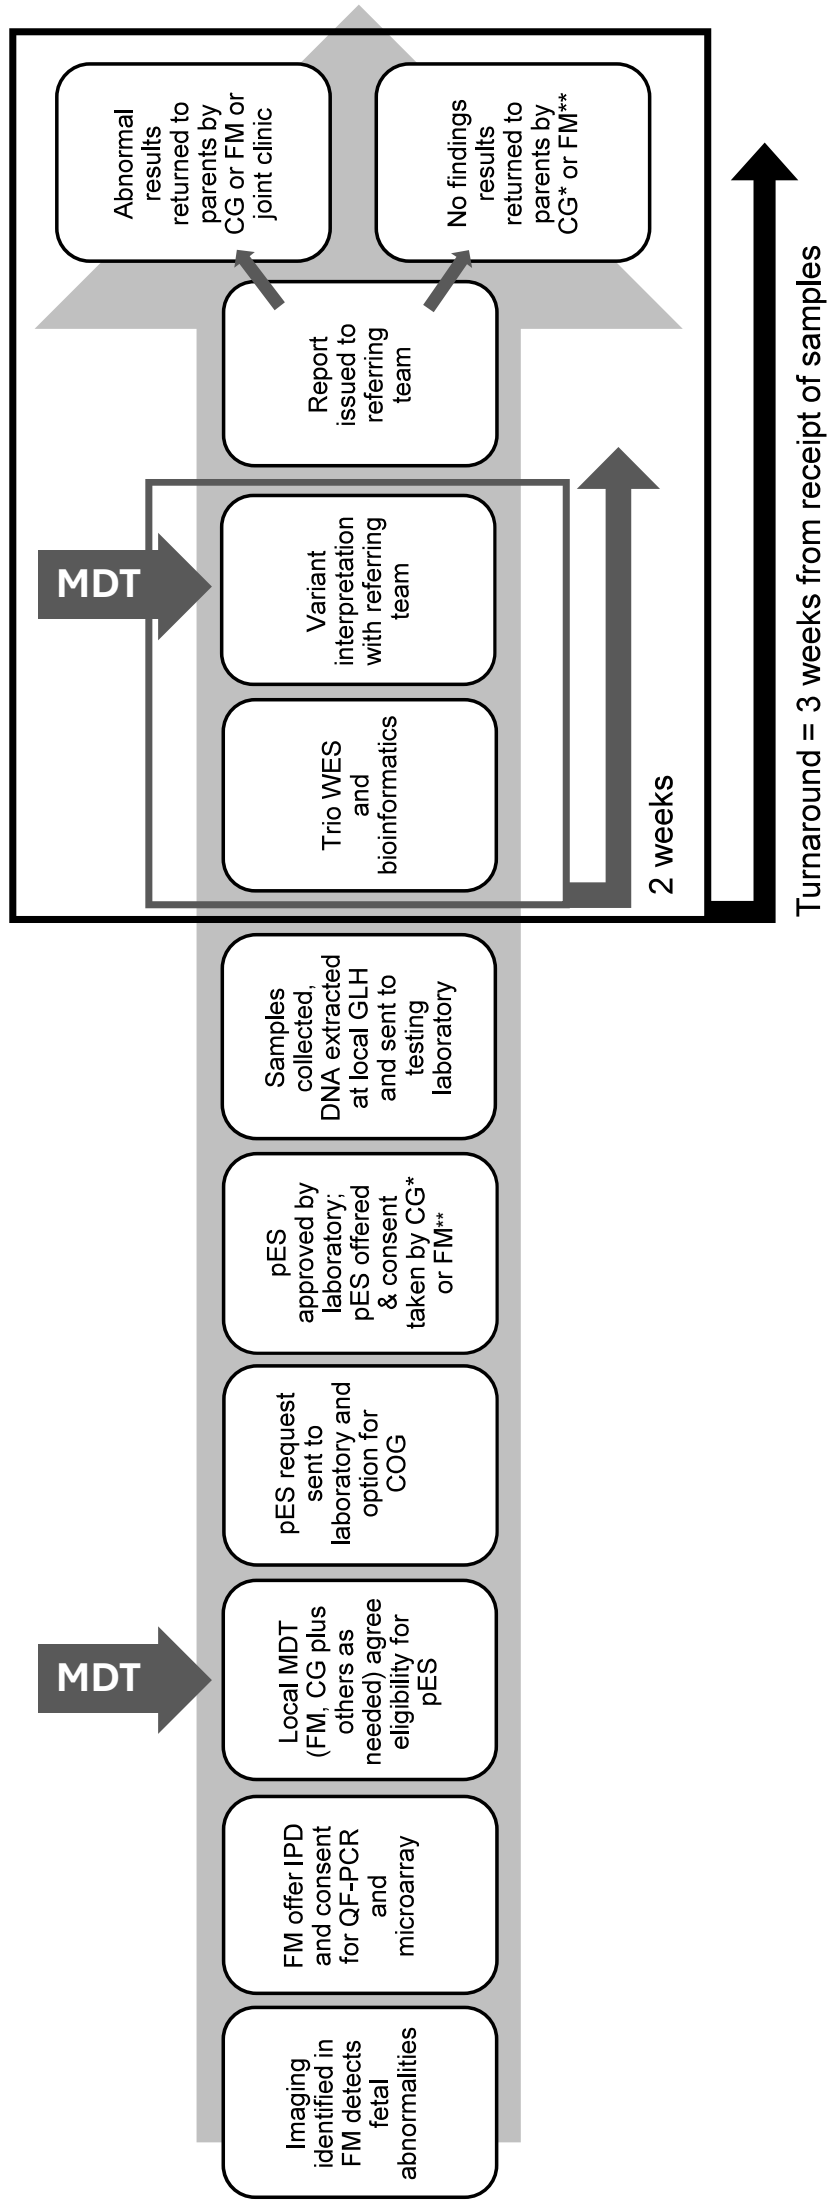 Imaging
identified in
FM detects
fetal
abnormalities
FM offer IPD
and consent
for QF-PCR
and
microarray
MDT
Local MDT
(FM, CG plus
others as
needed) agree
eligibility for
pES
pES request
sent to
laboratory and
option for
COG
pES
approved by
laboratory;
pES offered
& consent
taken by CG*
or FM**
Samples
collected,
DNA extracted
at local GLH
and sent to
testing
laboratory
Trio WES
and
bioinformatics
MDT
Variant
interpretation
with referring
team
2 weeks
Report
issued to
referring
team
Abnormal
results
returned to
parents by
CG or FM or
joint clinic
No findings
results
returned to
parents by
CG* or FM**
Turnaround = 3 weeks from receipt of samples